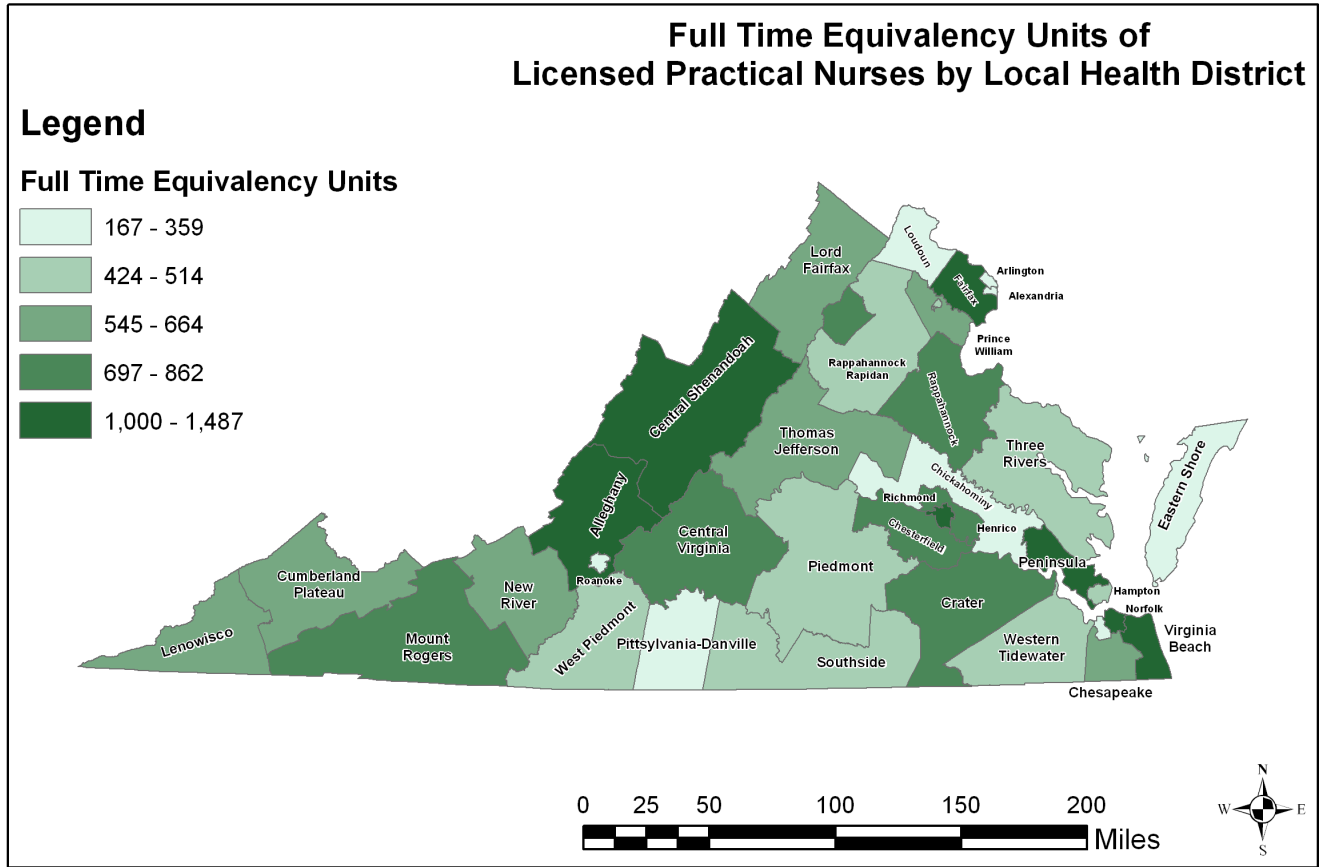 Full Time Equivalency Units of
Licensed Practical Nurses by Local Health District
Legend
Full Time Equivalency Units
167 - 359
424 - 514
545 - 664
697 - 862
1,000 - 1,487
Lord
Fairfax
Loudoun
Fairfax
Arlington
Alexandria
Prince
William
Rappahannock
Rapidan
Rappahannock
Central Shenandoah
Thomas
Jefferson
Three
Rivers
Eastern Shore
Chickahominy
Richmond
Chesterfield
Henrico
Alleghany
Central
Virginia
Piedmont
Peninsula
Roanoke
Cumberland
Plateau
New
River
Hampton
Norfolk
Crater
Lenowisco
Mount
Rogers
West Piedmont
Pittsylvania-Danville
Southside
Western
Tidewater
Virginia
Beach
Chesapeake
0 25 50 100 150 200
Miles
N
W E
S